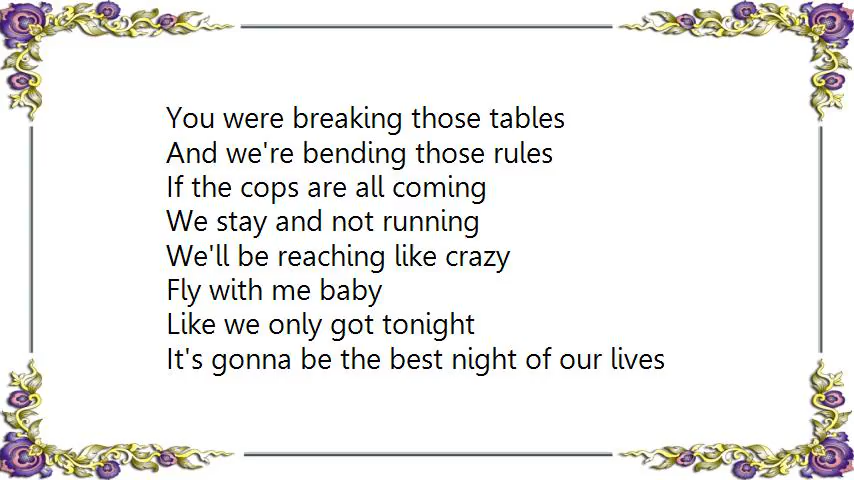 You were breaking those tables
And we're bending those rules
If the cops are all coming
We stay and not running
We'll be reaching like crazy
Fly with me baby
Like we only got tonight
It's gonna be the best night of our lives